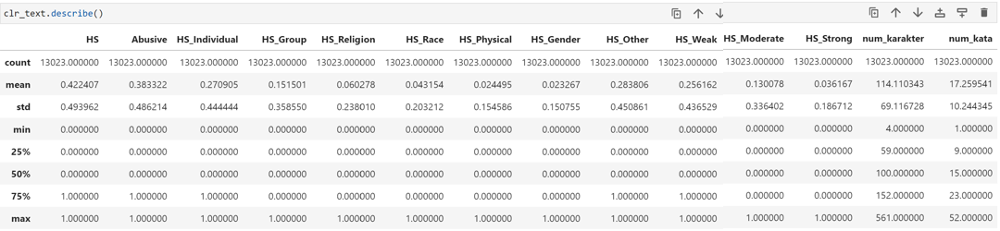 clr_text.describe()
HS Abusive HS_Individual HS_Group HS_Religion HS_Race HS_Physical HS_Gender HS_Other HS_Weak HS_Moderate HS_Strong num_karakter num_kata
count 13023.000000 13023.000000 13023.000000 13023.000000 13023.000000 13023.000000 13023.000000 13023.000000 13023.000000 13023.000000 13023.000000 13023.000000 13023.000000 13023.000000
mean 0.422407 0.383322 0.270905 0.151501 0.060278 0.043154 0.024495 0.023267 0.283806 0.256162 0.130078 0.036167 114.110343 17.259541
std 0.493962 0.486214 0.444444 0.358550 0.238010 0.203212 0.154586 0.150755 0.450861 0.436529 0.336402 0.186712 69.116728 10.244345
min 0.000000 0.000000 0.000000 0.000000 0.000000 0.000000 0.000000 0.000000 0.000000 0.000000 0.000000 0.000000 4.000000 1.000000
25% 0.000000 0.000000 0.000000 0.000000 0.000000 0.000000 0.000000 0.000000 0.000000 0.000000 0.000000 0.000000 59.000000 9.000000
50% 0.000000 0.000000 0.000000 0.000000 0.000000 0.000000 0.000000 0.000000 0.000000 0.000000 0.000000 0.000000 100.000000 15.000000
75% 1.000000 1.000000 1.000000 0.000000 0.000000 0.000000 0.000000 0.000000 1.000000 1.000000 0.000000 0.000000 152.000000 23.000000
max 1.000000 1.000000 1.000000 1.000000 1.000000 1.000000 1.000000 1.000000 1.000000 1.000000 1.000000 1.000000 561.000000 52.000000